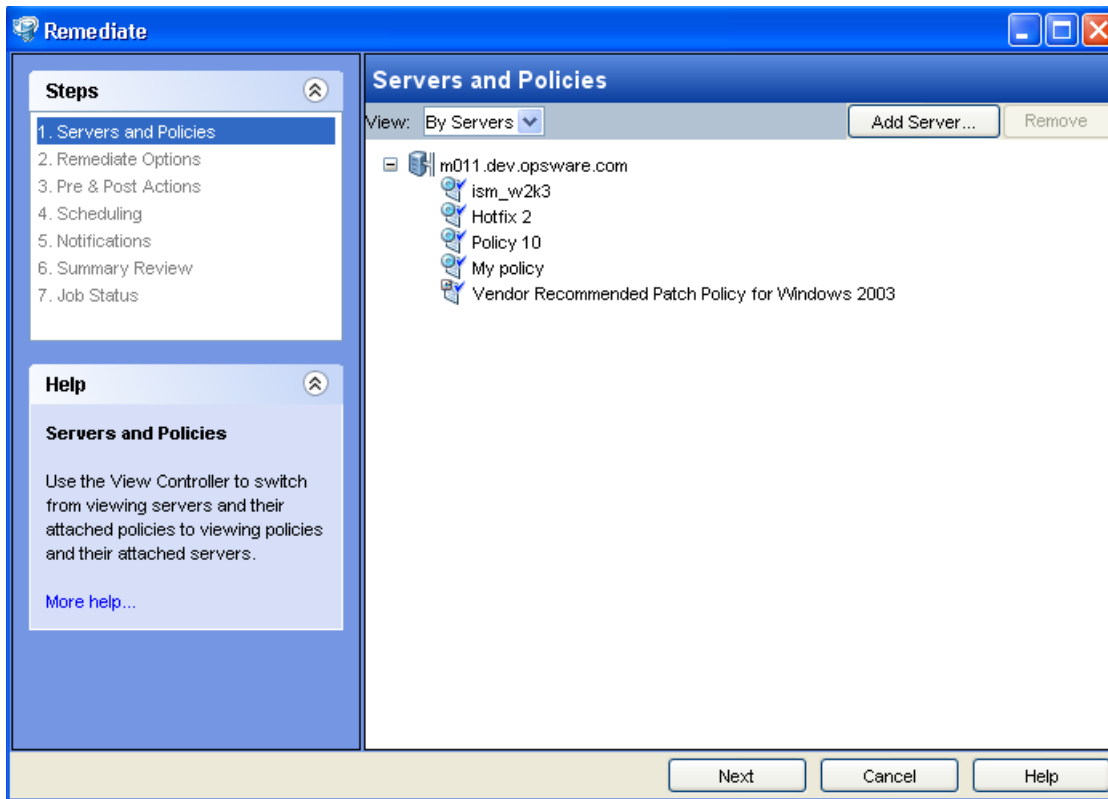 Remediate
Steps
1. Servers and Policies
2. Remediate Options
3. Pre & Post Actions
4. Scheduling
5. Notifications
6. Summary Review
7. Job Status
Help
Servers and Policies
Use the View Controller to switch
from viewing servers and their
attached policies to viewing policies
and their attached servers.
More help...
Servers and Policies
View: By Servers Add Server... Remove
m011.dev.opsware.com
ism_w2k3
Hotfix 2
Policy 10
My policy
Vendor Recommended Patch Policy for Windows 2003
Next Cancel Help